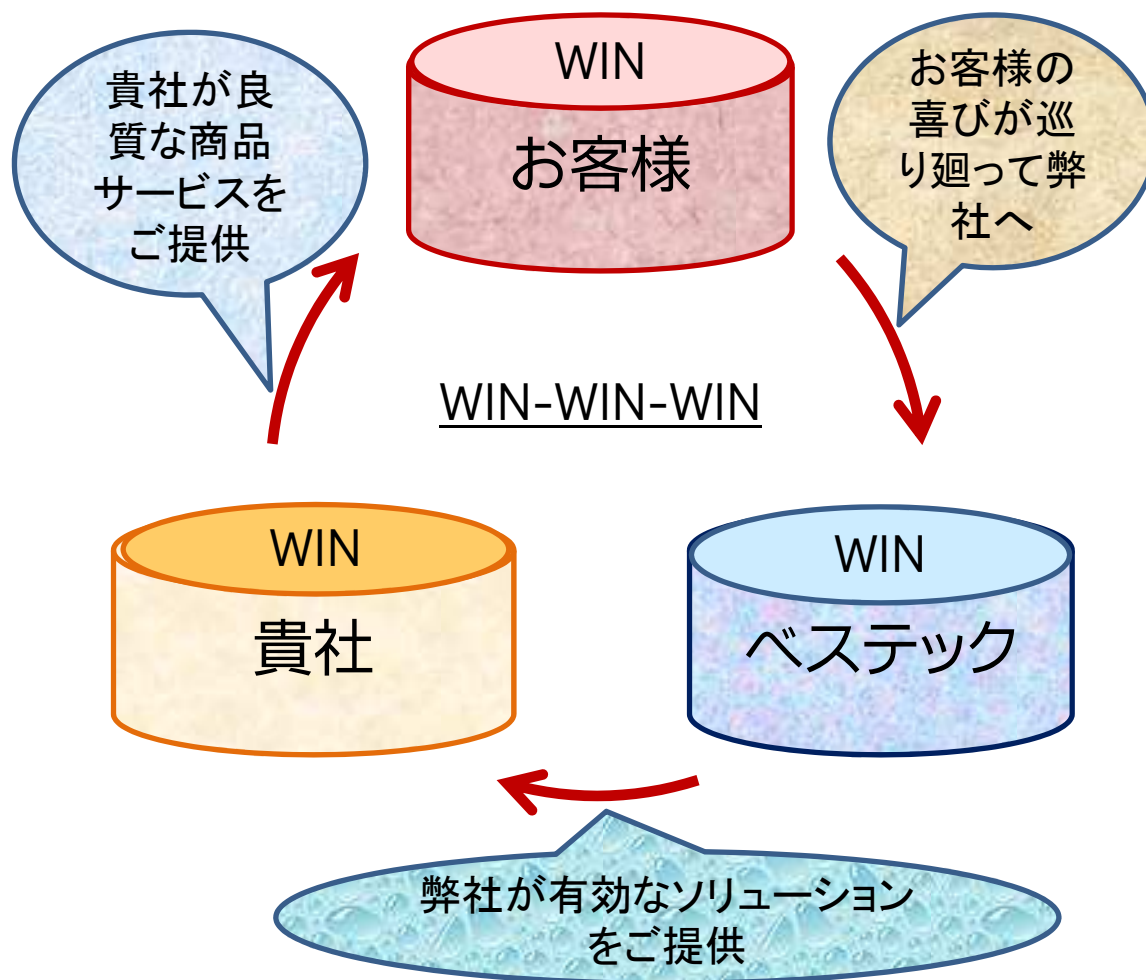 WIN
お客様
貴社が良
質な商品
サービスを
ご提供
お客様の
喜びが巡
り廻って弊
社へ
WIN-WIN-WIN
WIN
貴社
WIN
ベステック
弊社が有効なソリューション
をご提供